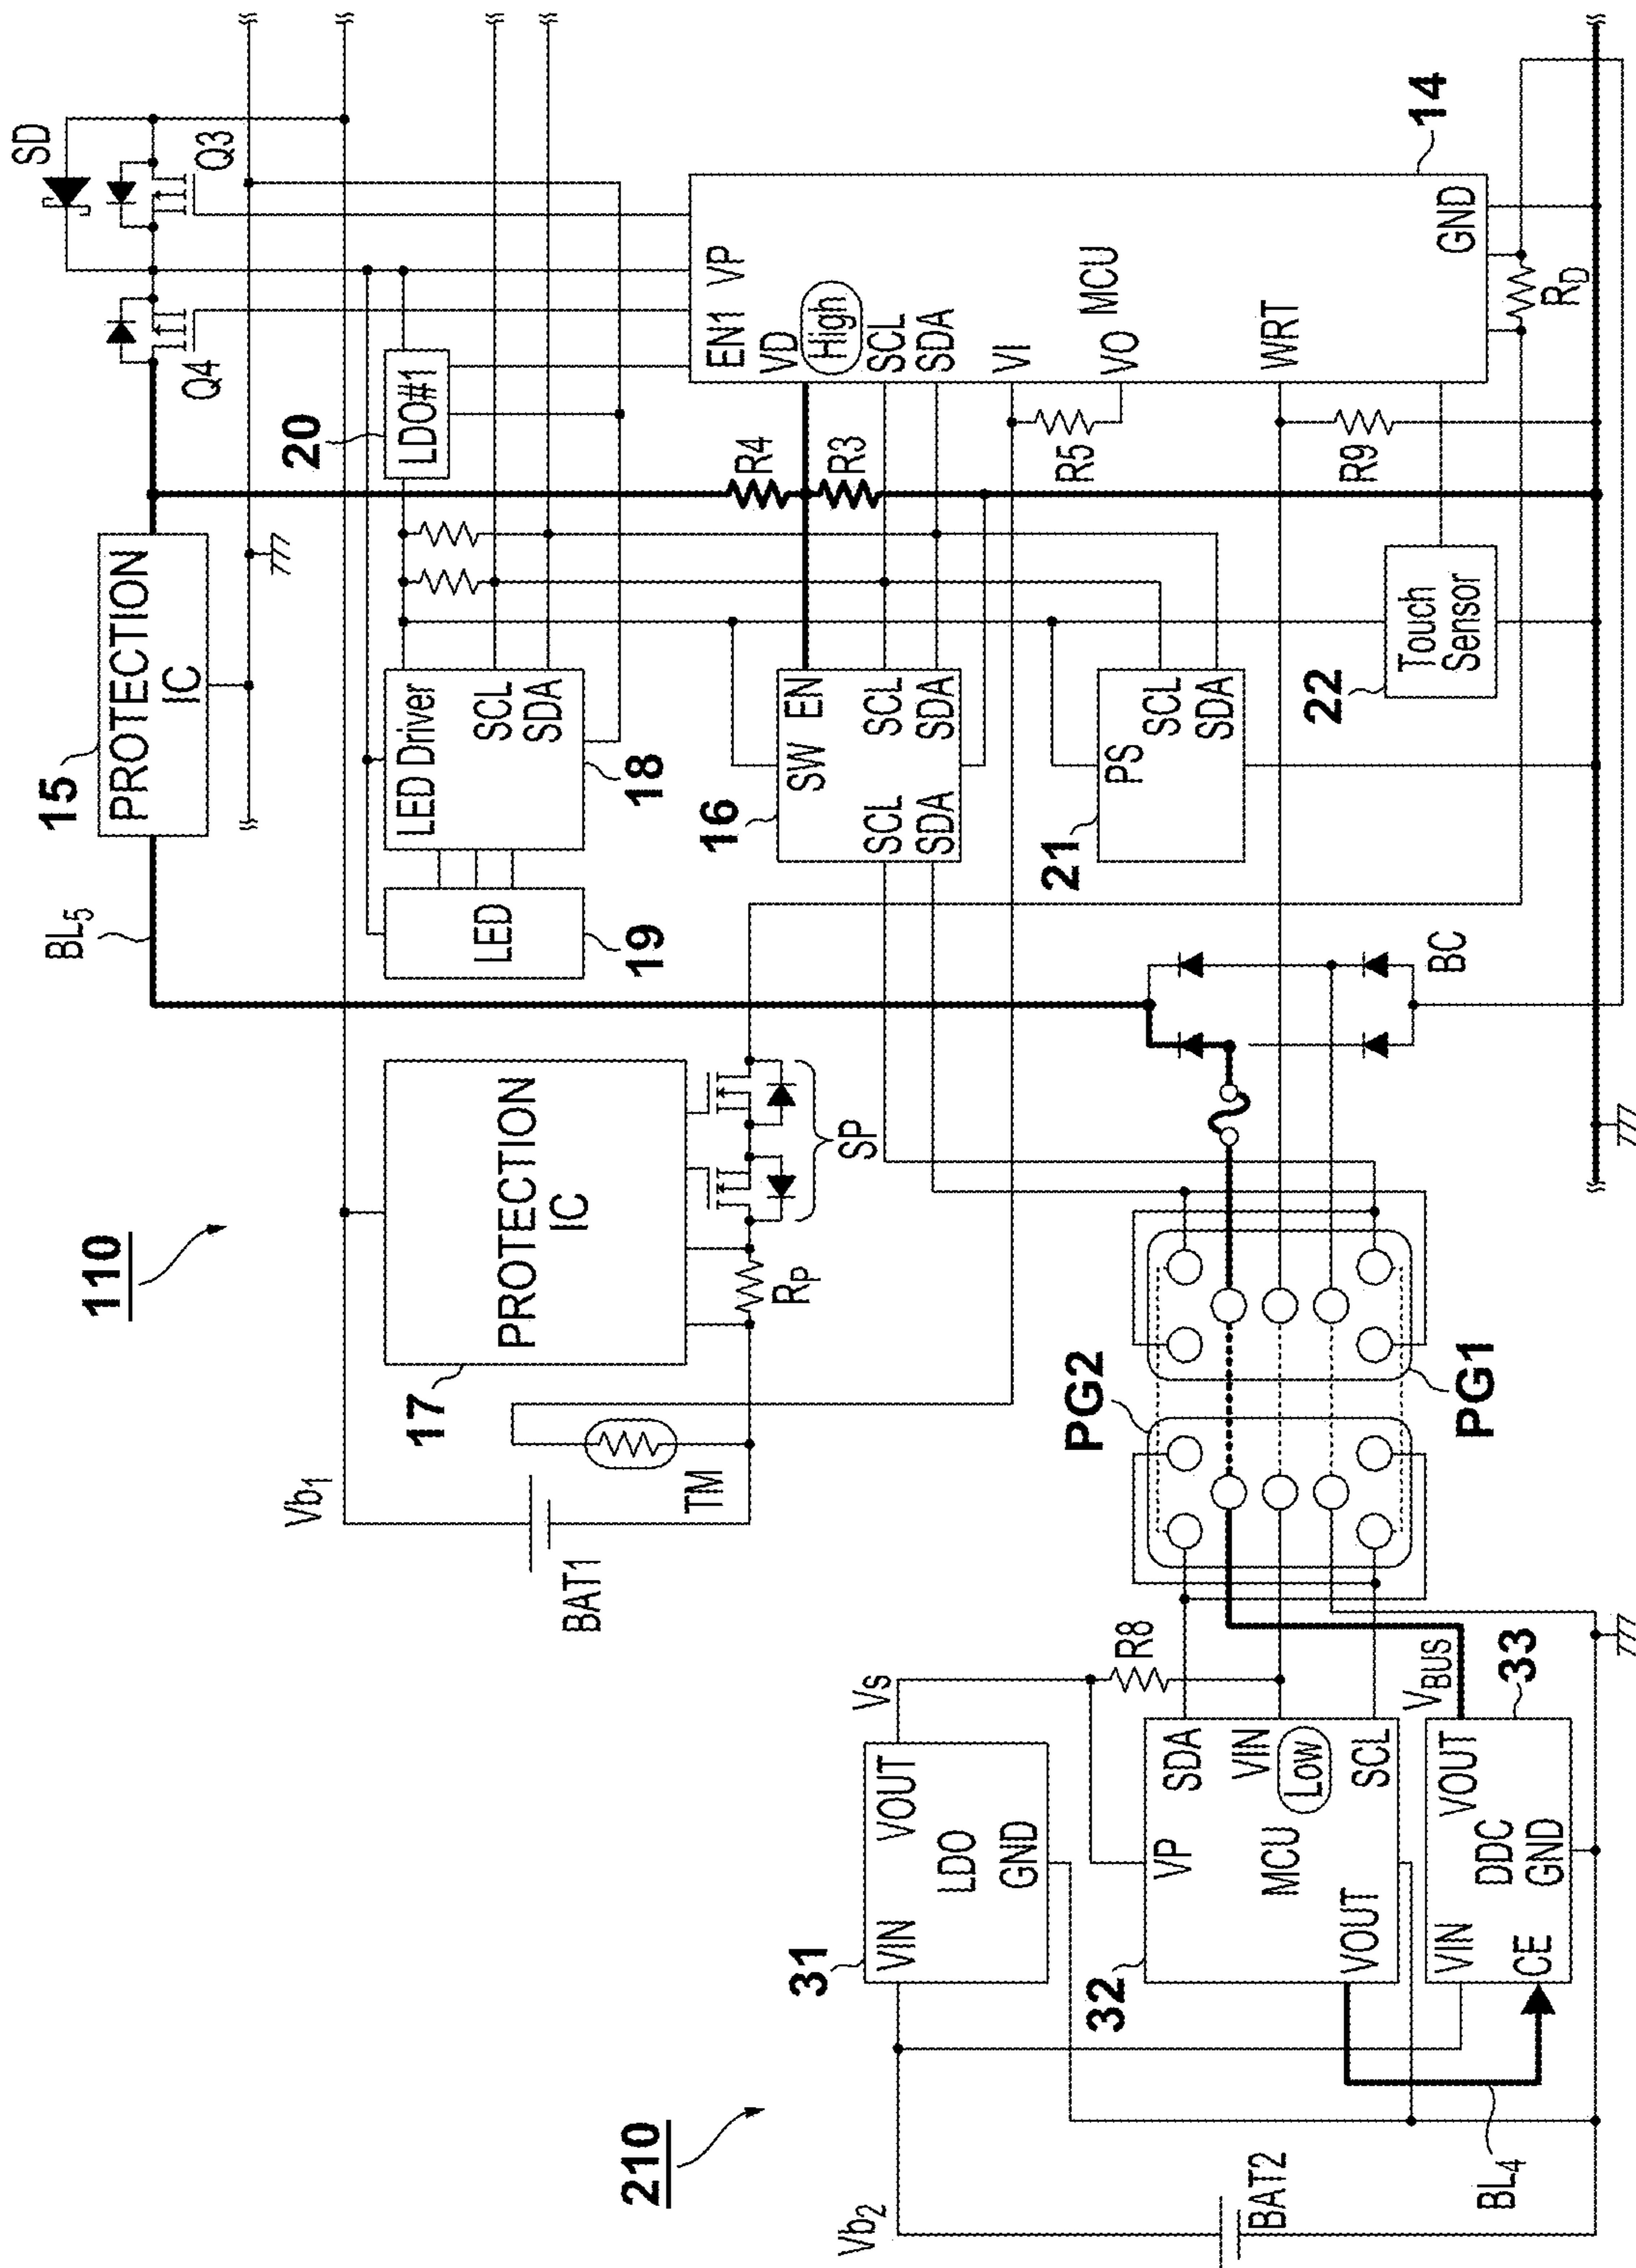 110
15
PROTECTION
IC
BL5
SD
Q3
Q4
20
LDO#1
LED Driver
SCL
SDA
18
LED
19
17
PROTECTION
IC
SP
RP
Vb1
BAT1
TM
R4
R3
14
EN1 VP
VD
High
SCL
SDA
VI
MCU
VO
WRT
GND
RD
R5
R9
16
SW EN
SCL SCL
SDA SDA
21
PS
SCL
SDA
22
Touch
Sensor
BC
PG2
PG1
210
Vb2
BAT2
31
VIN
VOUT
LDO
GND
Vs
R8
32
VP
SDA
VIN
Low
MCU
SCL
VOUT
VBUS
33
VIN
VOUT
DDC
GND
CE
BL4